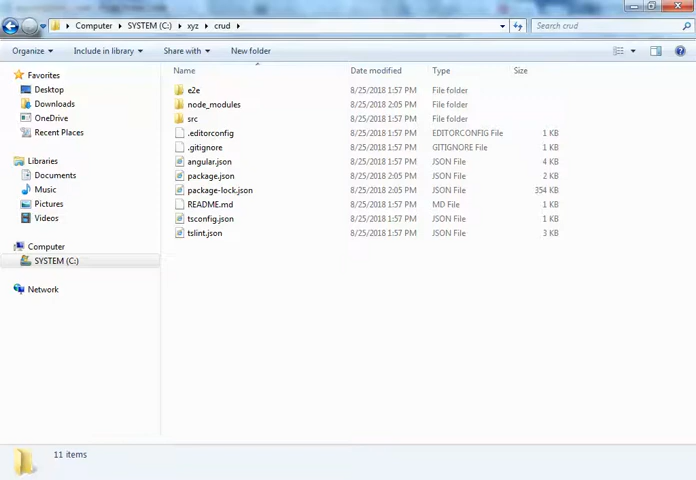 Computer ▸ SYSTEM (C:) ▸ xyz ▸ crud ▸
Search crud
Organize ▾ Include in library ▾ Share with ▾ New folder
Name Date modified Type Size
Favorites
Desktop
Downloads
OneDrive
Recent Places
Libraries
Documents
Music
Pictures
Videos
Computer
SYSTEM (C:)
Network
e2e 8/25/2018 1:57 PM File folder
node_modules 8/25/2018 2:05 PM File folder
src 8/25/2018 1:57 PM File folder
.editorconfig 8/25/2018 1:57 PM EDITORCONFIG File 1 KB
.gitignore 8/25/2018 1:57 PM GITIGNORE File 1 KB
angular.json 8/25/2018 1:57 PM JSON File 4 KB
package.json 8/25/2018 1:57 PM JSON File 2 KB
package-lock.json 8/25/2018 2:05 PM JSON File 354 KB
README.md 8/25/2018 1:57 PM MD File 1 KB
tsconfig.json 8/25/2018 1:57 PM JSON File 1 KB
tslint.json 8/25/2018 1:57 PM JSON File 3 KB
11 items